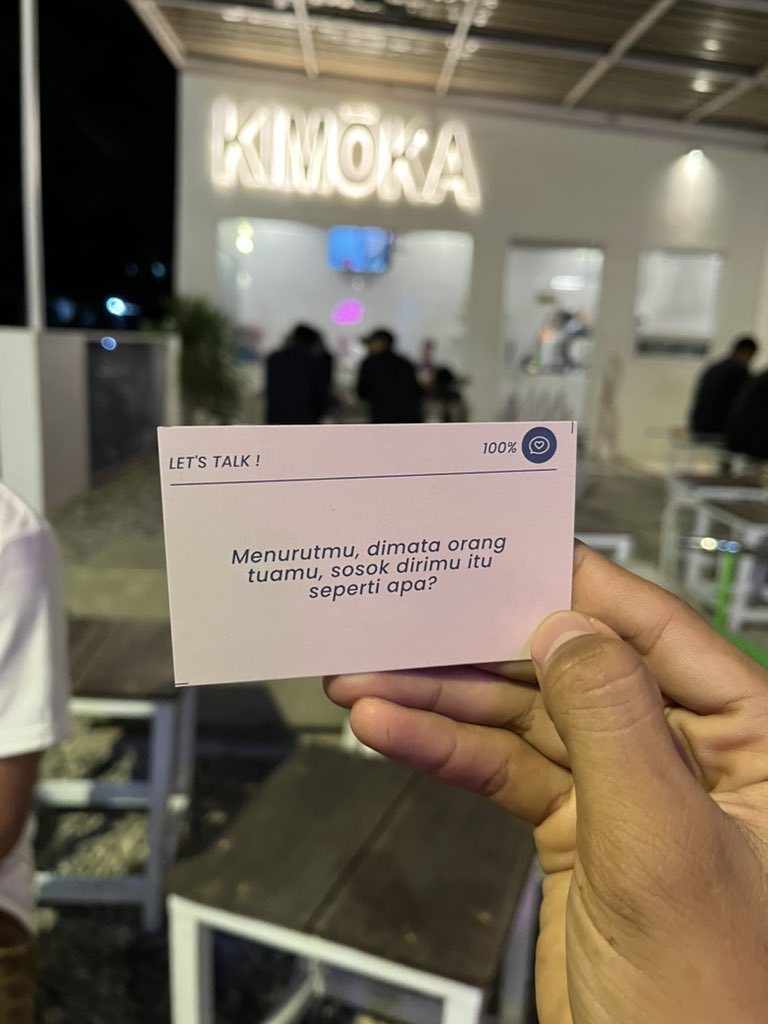 KIMŌKA
LET'S TALK !
100%
Menurutmu, dimata orang
tuamu, sosok dirimu itu
seperti apa?